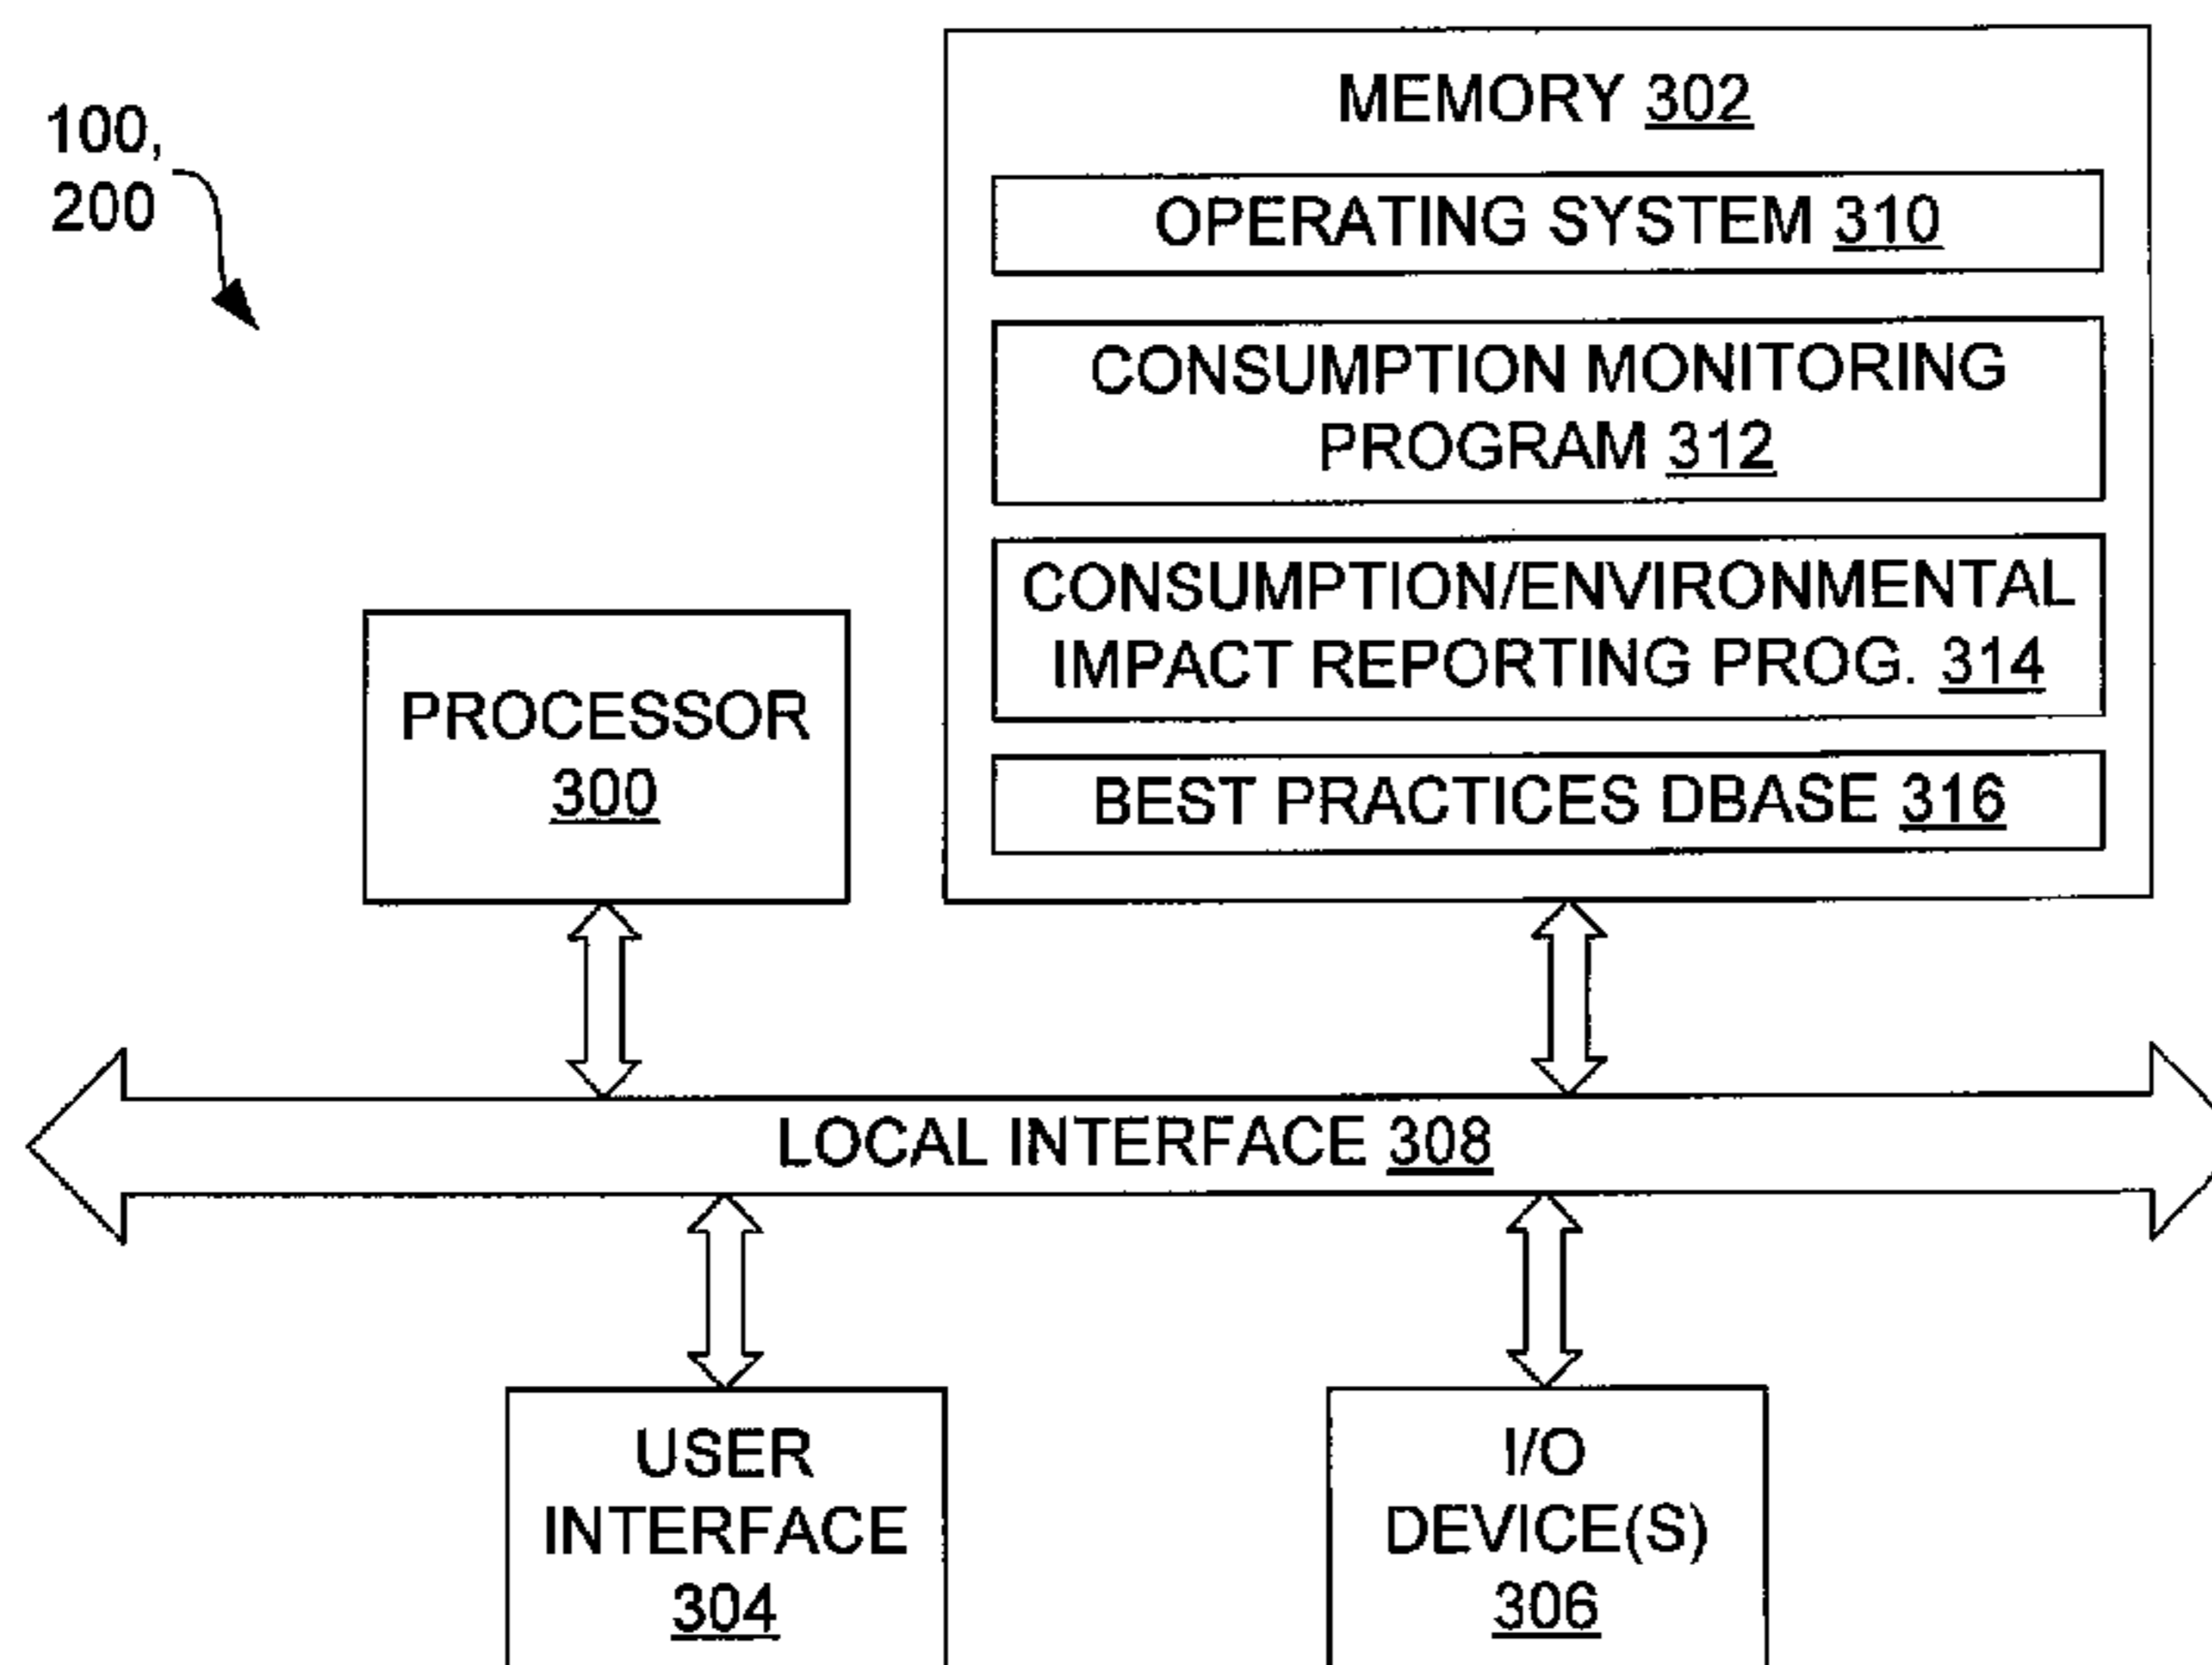 100,
200
MEMORY 302
OPERATING SYSTEM 310
CONSUMPTION MONITORING
PROGRAM 312
CONSUMPTION/ENVIRONMENTAL
IMPACT REPORTING PROG. 314
BEST PRACTICES DBASE 316
PROCESSOR
300
LOCAL INTERFACE 308
USER
INTERFACE
304
I/O
DEVICE(S)
306